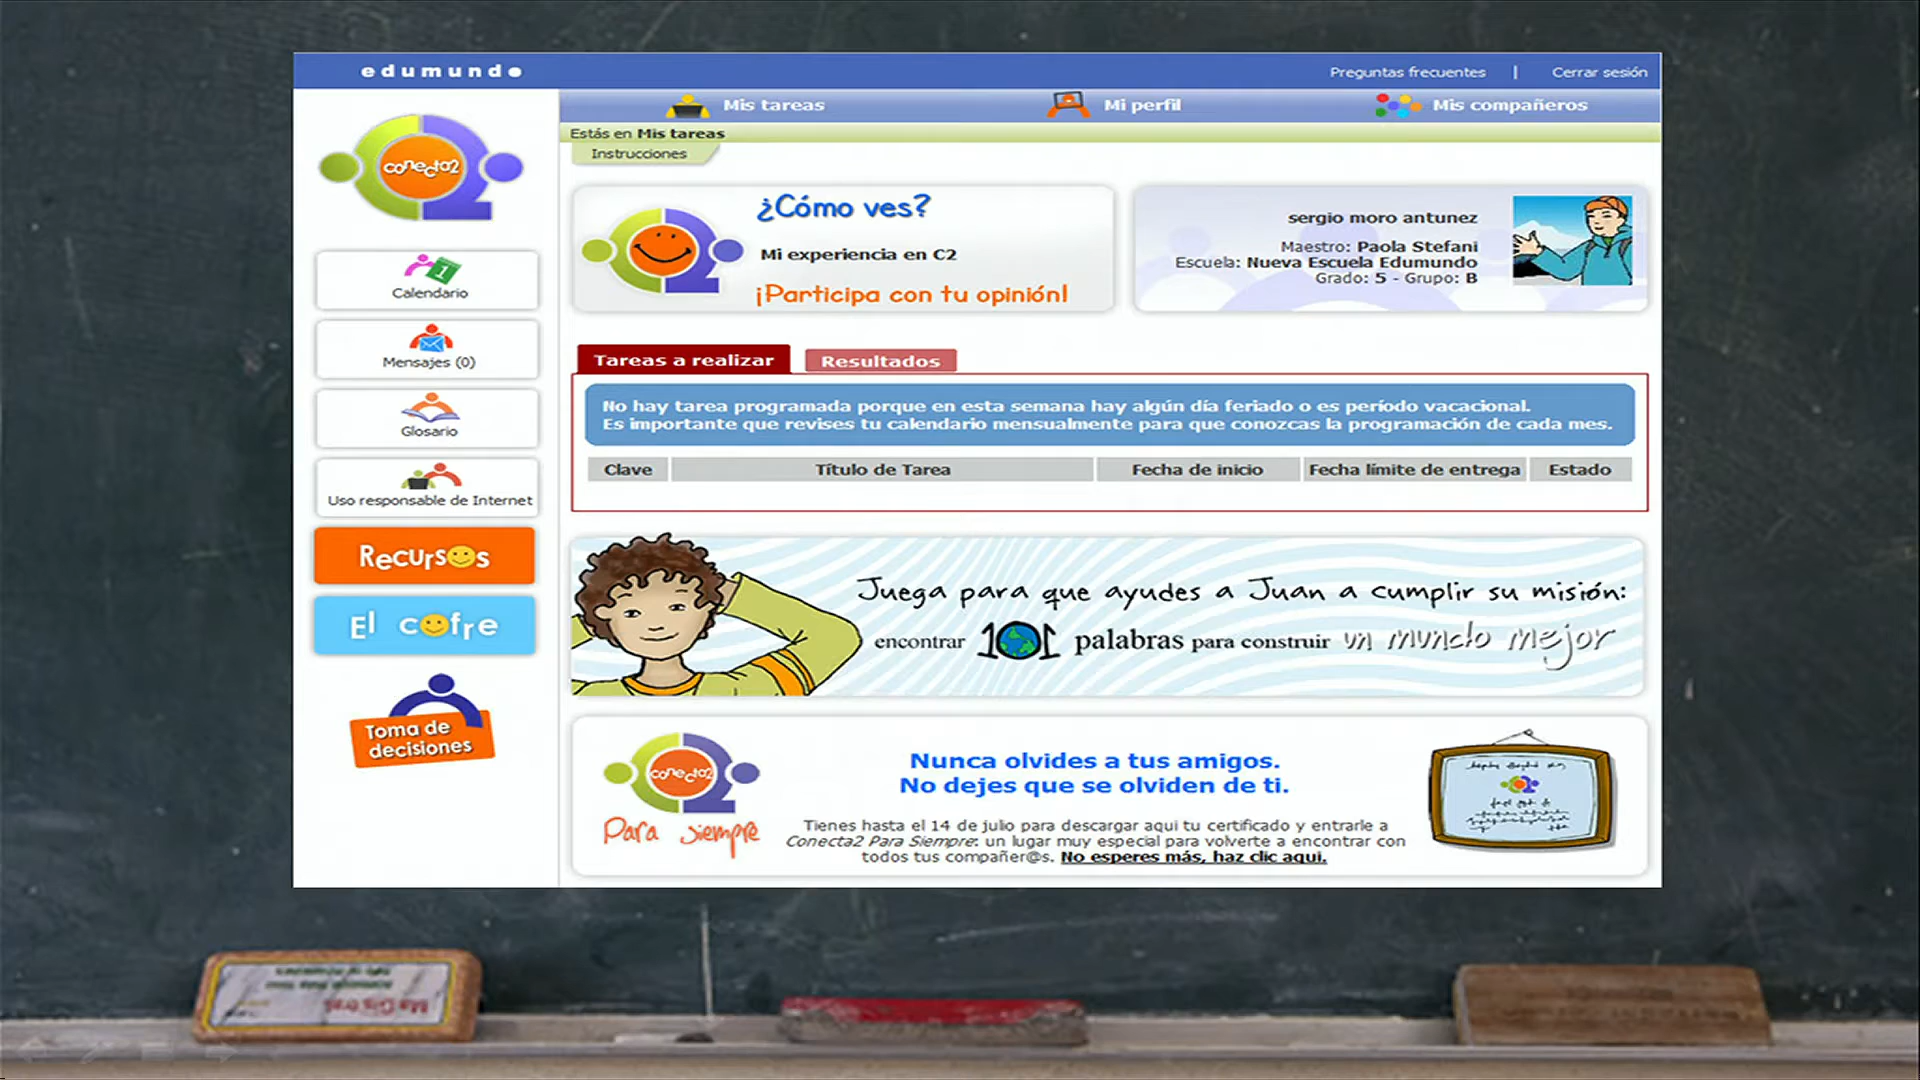 edumundo
Preguntas frecuentes | Cerrar sesión
Mis tareas
Mi perfil
Mis compañeros
Estás en Mis tareas
Instrucciones
conecta2
Calendario
Mensajes (0)
Glosario
Uso responsable de Internet
Recursos
El cofre
Toma de
decisiones
¿Cómo ves?
Mi experiencia en C2
¡Participa con tu opinión!
sergio moro antunez
Maestro: Paola Stefani
Escuela: Nueva Escuela Edumundo
Grado: 5 - Grupo: B
Tareas a realizar
Resultados
No hay tarea programada porque en esta semana hay algún día feriado o es período vacacional.
Es importante que revises tu calendario mensualmente para que conozcas la programación de cada mes.
Clave
Título de Tarea
Fecha de inicio
Fecha límite de entrega
Estado
Juega para que ayudes a Juan a cumplir su misión:
encontrar 101 palabras para construir un mundo mejor
conecta2
Para siempre
Nunca olvides a tus amigos.
No dejes que se olviden de ti.
Tienes hasta el 14 de julio para descargar aqui tu certificado y entrarle a
Conecta2 Para Siempre: un lugar muy especial para volverte a encontrar con
todos tus compañer@s. No esperes más, haz clic aqui.